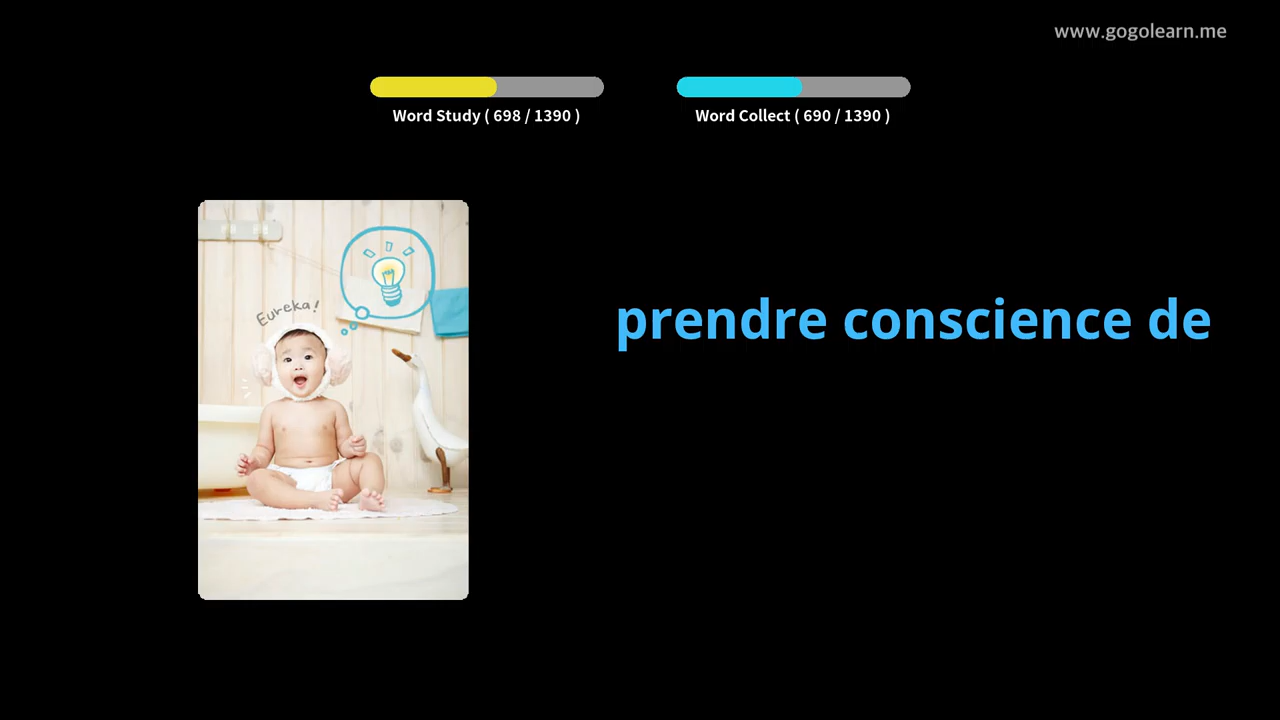 www.gogolearn.me
Word Study ( 698 / 1390 )
Word Collect ( 690 / 1390 )
Eureka!
prendre conscience de